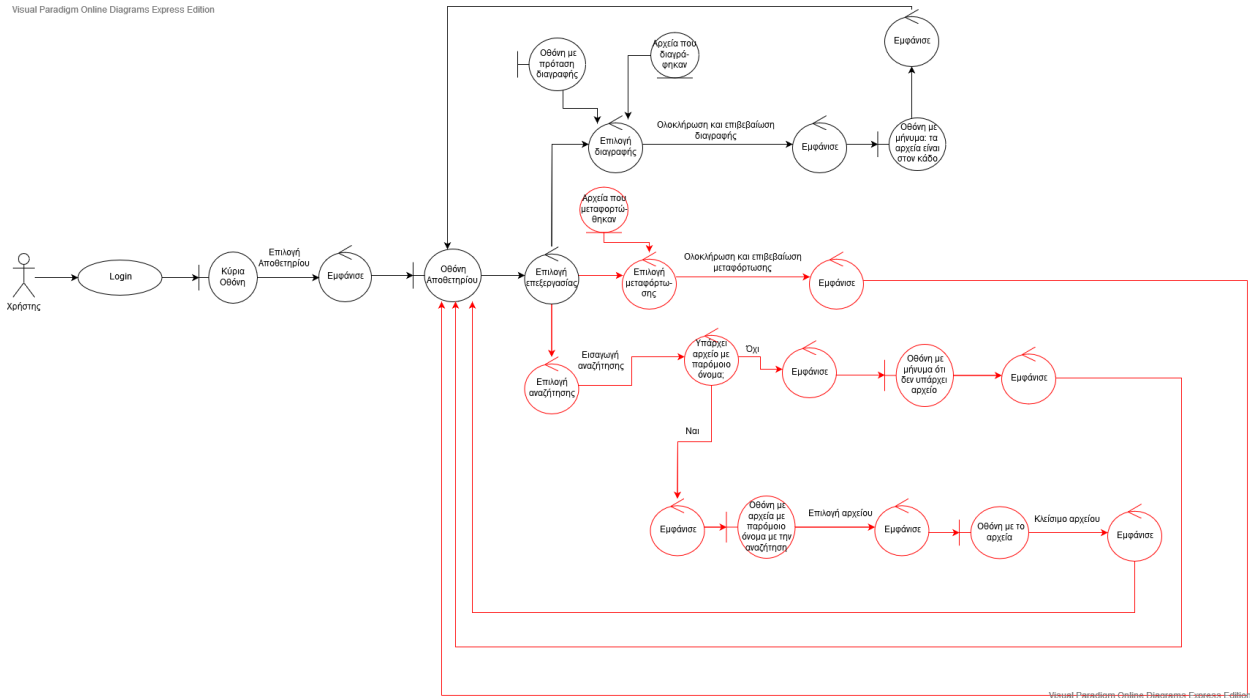 Visual Paradigm Online Diagrams Express Edition
Εμφάνισε
Οθόνη με
πρόταση
διαγραφής
Αρχεία που
διαγρά-
φηκαν
Επιλογή
διαγραφής
Ολοκλήρωση και επιβεβαίωση
διαγραφής
Εμφάνισε
Οθόνη με
μήνυμα: τα
αρχεία είναι
στον κάδο
Αρχεία που
μεταφορτώ-
θηκαν
Χρήστης
Login
Κύρια
Οθόνη
Επιλογή
Αποθετηρίου
Εμφάνισε
Οθόνη
Αποθετηρίου
Επιλογή
επεξεργασίας
Επιλογή
μεταφόρτω-
σης
Ολοκλήρωση και επιβεβαίωση
μεταφόρτωσης
Εμφάνισε
Επιλογή
αναζήτησης
Εισαγωγή
αναζήτησης
Υπάρχει
αρχείο με
παρόμοιο
όνομα;
Όχι
Εμφάνισε
Οθόνη με
μήνυμα ότι
δεν υπάρχει
αρχείο
Εμφάνισε
Ναι
Εμφάνισε
Οθόνη με
αρχεία με
παρόμοιο
όνομα με την
αναζήτηση
Επιλογή αρχείου
Εμφάνισε
Οθόνη με το
αρχεία
Κλείσιμο αρχείου
Εμφάνισε
Visual Paradigm Online Diagrams Express Edition